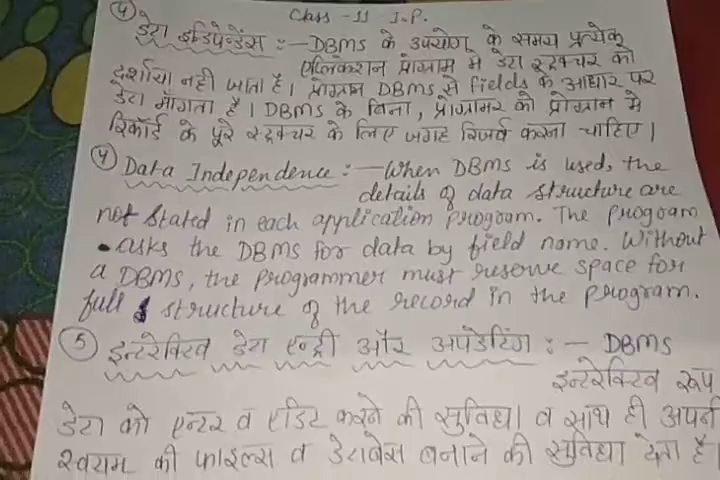 Class - 11 I.P.
④ डेटा इन्डिपेन्डेंस : — DBMS के उपयोग के समय प्रत्येक
एप्लिकेशन प्रोग्राम में डेटा स्ट्रक्चर को
दर्शाया नहीं जाता है। प्रोग्राम DBMS से fields के आधार पर
डेटा माँगता है। DBMS के बिना, प्रोग्रामर को प्रोग्राम में
रिकॉर्ड के पूरे स्ट्रक्चर के लिए जगह रिजर्व करना चाहिए।
④ Data Independence : — When DBMS is used, the
details of data structure are
not stated in each application program. The program
asks the DBMS for data by field name. Without
a DBMS, the programmer must reserve space for
full structure of the record in the program.
⑤ इन्टरेक्टिव डेटा एन्ट्री और अपडेटिंग : — DBMS
इन्टरेक्टिव रूप
डेटा को एन्टर व एडिट करने की सुविधा व साथ ही अपनी
स्वयम की फाइल्स व डेटाबेस बनाने की सुविधा देता है।